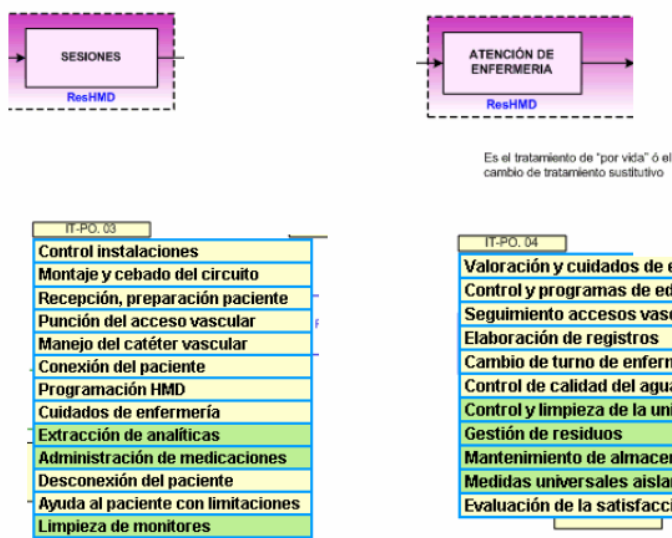 SESIONES
ResHMD
ATENCIÓN DE
ENFERMERIA
ResHMD
Es el tratamiento de "por vida" ó el
cambio de tratamiento sustitutivo
IT-PO. 03
Control instalaciones
Montaje y cebado del circuito
Recepción, preparación paciente
Punción del acceso vascular
Manejo del catéter vascular
Conexión del paciente
Programación HMD
Cuidados de enfermería
Extracción de analíticas
Administración de medicaciones
Desconexión del paciente
Ayuda al paciente con limitaciones
Limpieza de monitores
IT-PO. 04
Valoración y cuidados de
Control y programas de
Seguimiento accesos
Elaboración de registros
Cambio de turno de
Control de calidad del
Control y limpieza de la
Gestión de residuos
Mantenimiento de
Medidas universales
Evaluación de la